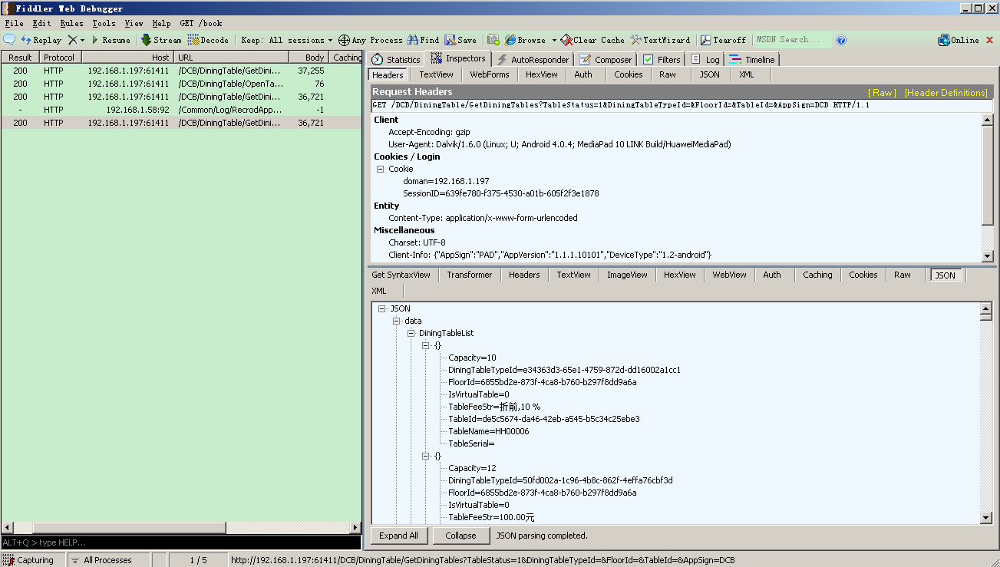 Fiddler Web Debugger
File Edit Rules Tools View Help GET /book
Replay Resume Stream Decode Keep: All sessions Any Process Find Save Browse Clear Cache TextWizard Tearoff MSDN Search... Online
Result Protocol Host URL Body Caching
200 HTTP 192.168.1.197:61411 /DCB/DiningTable/GetDini... 37,255
200 HTTP 192.168.1.197:61411 /DCB/DiningTable/OpenTa... 76
200 HTTP 192.168.1.197:61411 /DCB/DiningTable/GetDini... 36,721
- HTTP 192.168.1.58:92 /Common/Log/RecrodApp... -1
200 HTTP 192.168.1.197:61411 /DCB/DiningTable/GetDini... 36,721
ALT+Q > type HELP...
Statistics Inspectors AutoResponder Composer Filters Log Timeline
Headers TextView WebForms HexView Auth Cookies Raw JSON XML
Request Headers [ Raw ] [Header Definitions]
GET /DCB/DiningTable/GetDiningTables?TableStatus=1&DiningTableTypeId=&FloorId=&TableId=&AppSign=DCB HTTP/1.1
Client
Accept-Encoding: gzip
User-Agent: Dalvik/1.6.0 (Linux; U; Android 4.0.4; MediaPad 10 LINK Build/HuaweiMediaPad)
Cookies / Login
Cookie
doman=192.168.1.197
SessionID=639fe780-f375-4530-a01b-605f2f3e1878
Entity
Content-Type: application/x-www-form-urlencoded
Miscellaneous
Charset: UTF-8
Client-Info: {"AppSign":"PAD","AppVersion":"1.1.1.10101","DeviceType":"1.2-android"}
Get SyntaxView Transformer Headers TextView ImageView HexView WebView Auth Caching Cookies Raw JSON
XML
JSON
data
DiningTableList
{}
Capacity=10
DiningTableTypeId=e34363d3-65e1-4759-872d-dd16002a1cc1
FloorId=6855bd2e-873f-4ca8-b760-b297f8dd9a6a
IsVirtualTable=0
TableFeeStr=折前,10 %
TableId=de5c5674-da46-42eb-a545-b5c34c25ebe3
TableName=HH00006
TableSerial=
{}
Capacity=12
DiningTableTypeId=50fd002a-1c96-4b8c-862f-4effa76cbf3d
FloorId=6855bd2e-873f-4ca8-b760-b297f8dd9a6a
IsVirtualTable=0
TableFeeStr=100.00元
Expand All Collapse JSON parsing completed.
Capturing All Processes 1 / 5 http://192.168.1.197:61411/DCB/DiningTable/GetDiningTables?TableStatus=1&DiningTableTypeId=&FloorId=&TableId=&AppSign=DCB